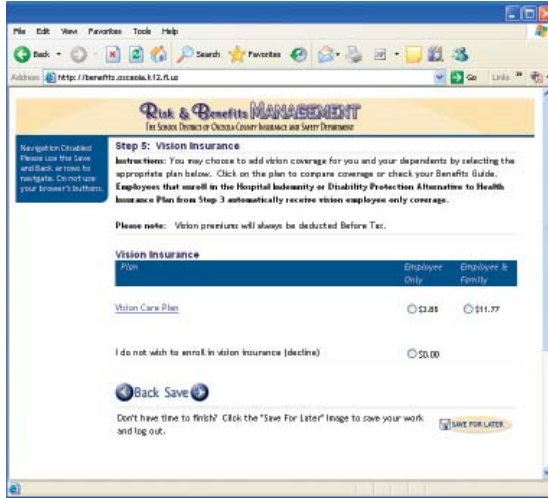 File Edit View Favorites Tools Help
Back Search Favorites
Address http://benefits.osceola.k12.fl.us Go Links
Risk & Benefits MANAGEMENT
THE SCHOOL DISTRICT OF OSCEOLA COUNTY INSURANCE AND SAFETY DEPARTMENT
Navigation Disabled
Please use the Save
and Back arrows to
navigate. Do not use
your browser's buttons.
Step 5: Vision Insurance
Instructions: You may choose to add vision coverage for you and your dependents by selecting the
appropriate plan below. Click on the plan to compare coverage or check your Benefits Guide.
Employees that enroll in the Hospital Indemnity or Disability Protection Alternative to Health
Insurance Plan from Step 3 automatically receive vision employee only coverage.
Please note: Vision premiums will always be deducted Before Tax.
Vision Insurance
Plan Employee Only Employee & Family
Vision Care Plan $3.81 $11.77
I do not wish to enroll in vision insurance (decline) $0.00
Back Save
Don't have time to finish? Click the "Save For Later" image to save your work
and log out.
SAVE FOR LATER